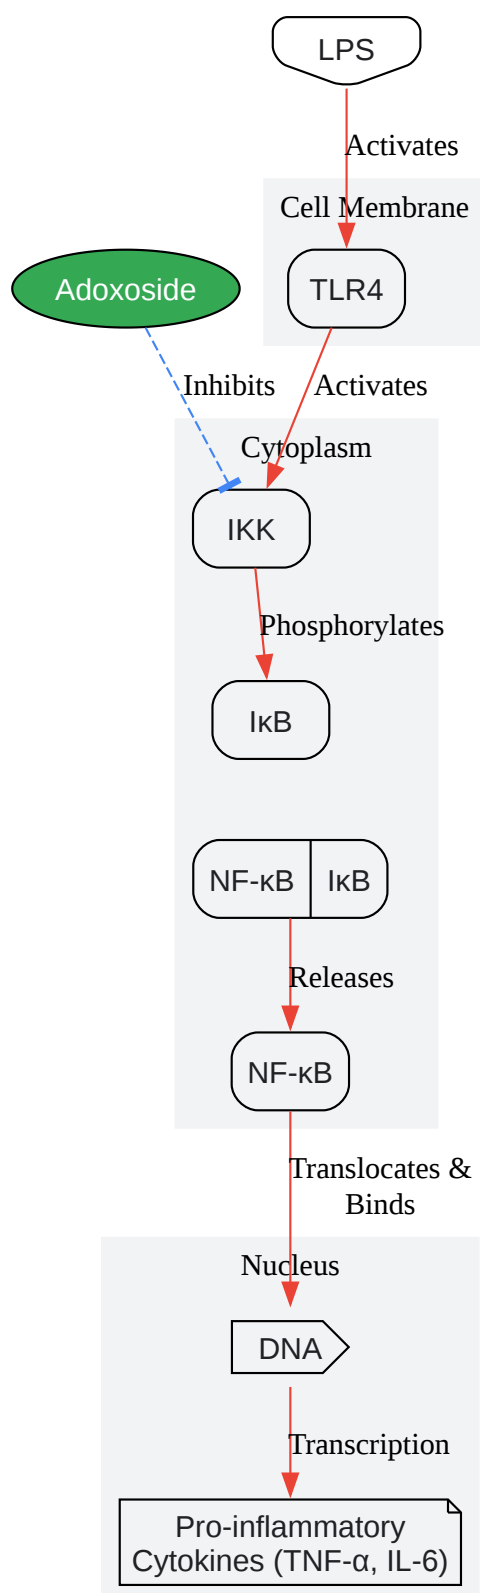 LPS
Activates
Cell Membrane
Adoxoside
TLR4
Inhibits
Activates
Cytoplasm
IKK
Phosphorylates
IκB
NF-κB
IκB
Releases
NF-κB
Translocates &
Binds
Nucleus
DNA
Transcription
Pro-inflammatory
Cytokines (TNF-α, IL-6)